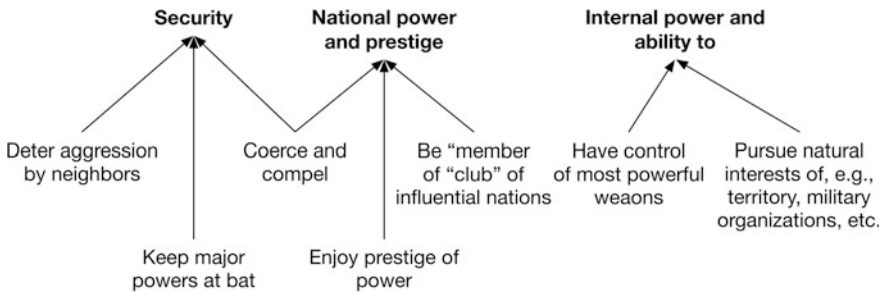 Security
National power
and prestige
Internal power and
ability to
Deter aggression
by neighbors
Coerce and
compel
Be “member
of “club” of
influential nations
Have control
of most powerful
weaons
Pursue natural
interests of, e.g.,
territory, military
organizations, etc.
Keep major
powers at bat
Enjoy prestige of
power